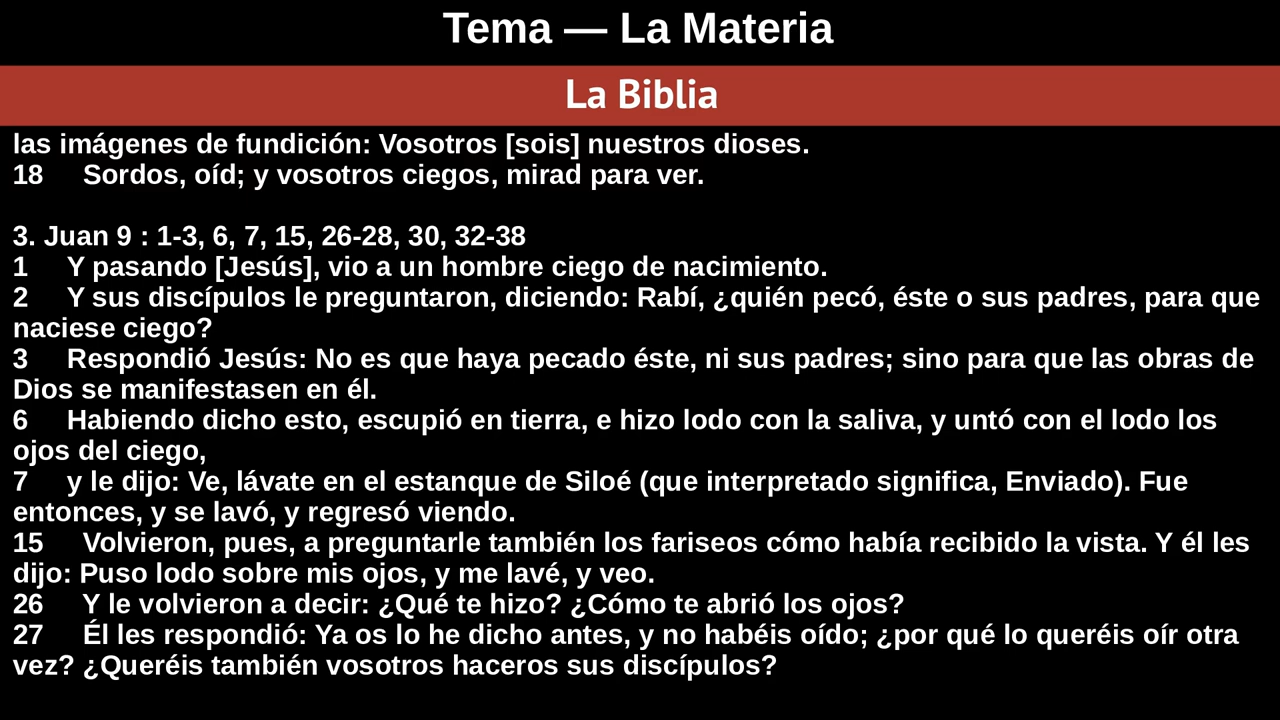 Tema — La Materia
La Biblia
las imágenes de fundición: Vosotros [sois] nuestros dioses.
18 Sordos, oíd; y vosotros ciegos, mirad para ver.
3. Juan 9 : 1-3, 6, 7, 15, 26-28, 30, 32-38
1 Y pasando [Jesús], vio a un hombre ciego de nacimiento.
2 Y sus discípulos le preguntaron, diciendo: Rabí, ¿quién pecó, éste o sus padres, para que
naciese ciego?
3 Respondió Jesús: No es que haya pecado éste, ni sus padres; sino para que las obras de
Dios se manifestasen en él.
6 Habiendo dicho esto, escupió en tierra, e hizo lodo con la saliva, y untó con el lodo los
ojos del ciego,
7 y le dijo: Ve, lávate en el estanque de Siloé (que interpretado significa, Enviado). Fue
entonces, y se lavó, y regresó viendo.
15 Volvieron, pues, a preguntarle también los fariseos cómo había recibido la vista. Y él les
dijo: Puso lodo sobre mis ojos, y me lavé, y veo.
26 Y le volvieron a decir: ¿Qué te hizo? ¿Cómo te abrió los ojos?
27 Él les respondió: Ya os lo he dicho antes, y no habéis oído; ¿por qué lo queréis oír otra
vez? ¿Queréis también vosotros haceros sus discípulos?